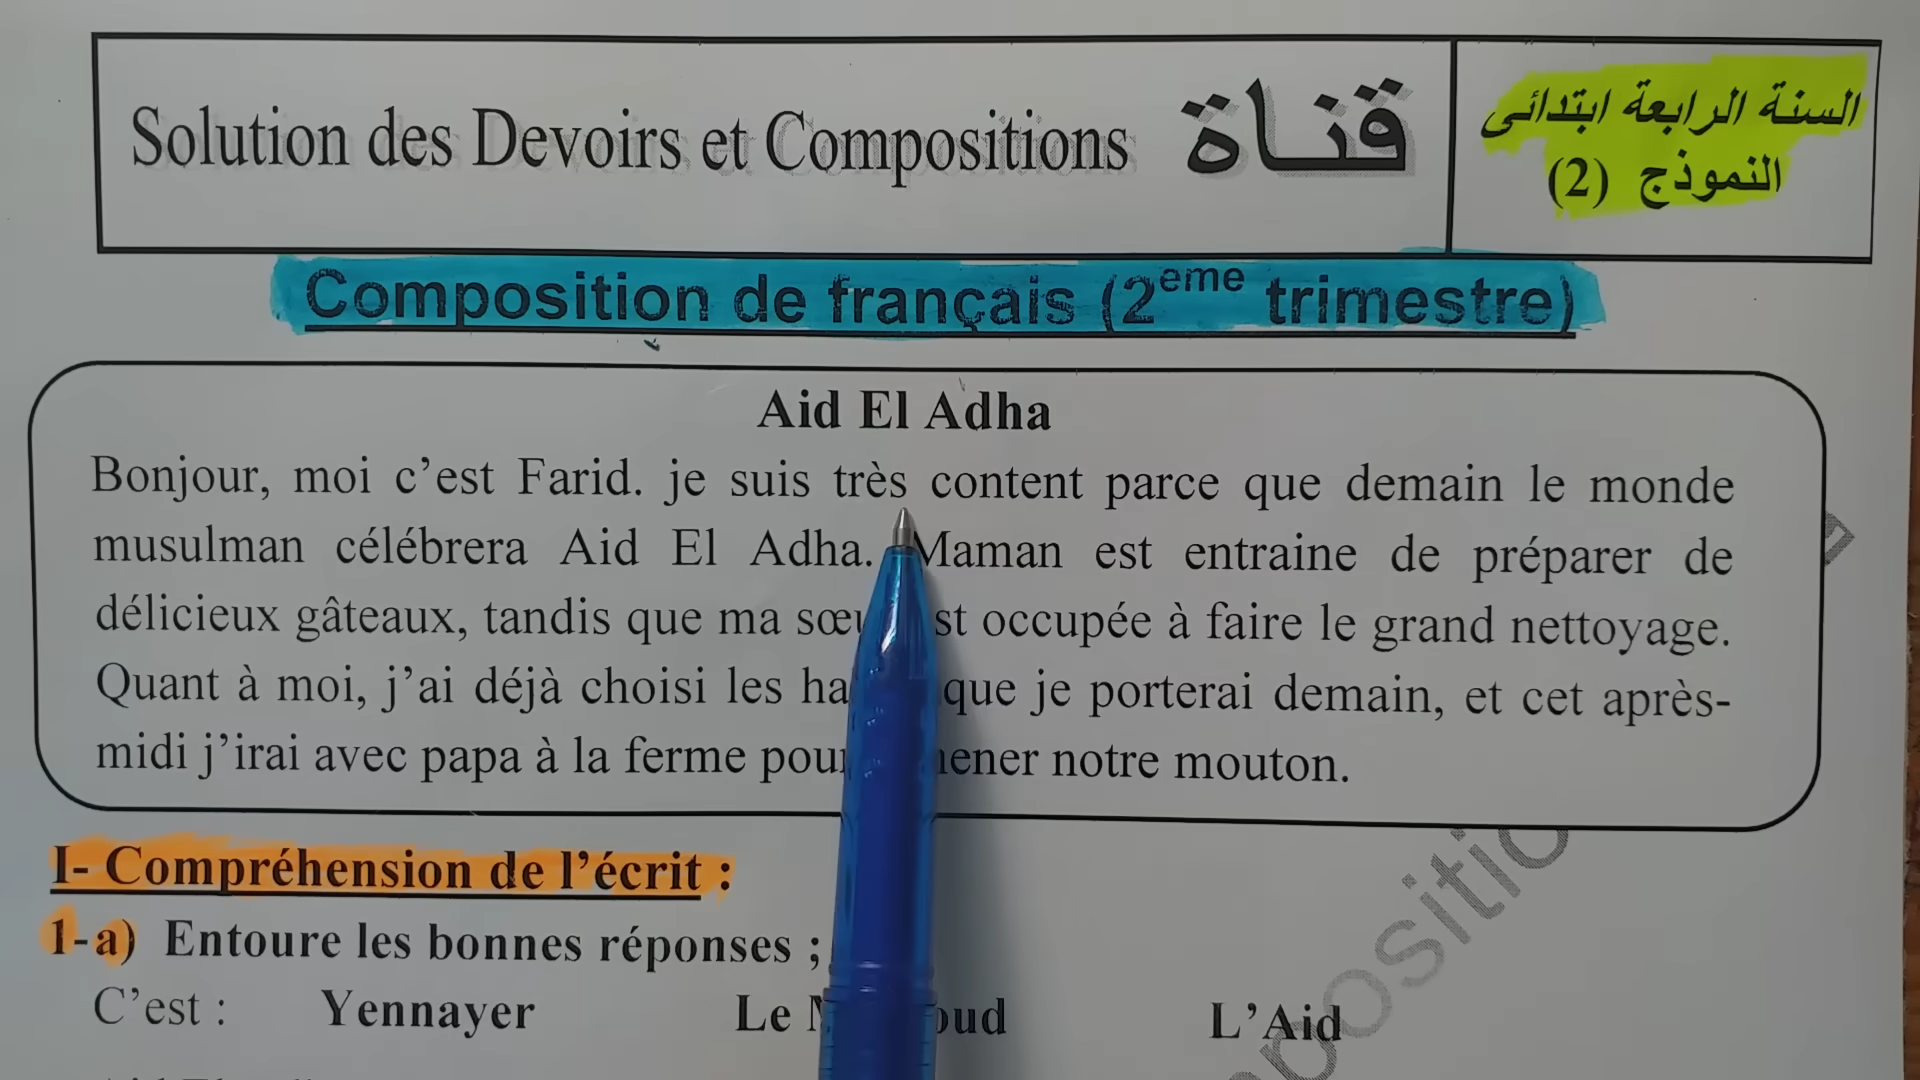 Solution des Devoirs et Compositions قناة
السنة الرابعة ابتدائي
النموذج (2)
Composition de français (2eme trimestre)
Aid El Adha
Bonjour, moi c’est Farid. je suis très content parce que demain le monde
musulman célébrera Aid El Adha. Maman est entraine de préparer de
délicieux gâteaux, tandis que ma occupée à faire le grand nettoyage.
Quant à moi, j’ai déjà choisi les que je porterai demain, et cet après-
midi j’irai avec papa à la ferme pour notre mouton.
I- Compréhension de l’écrit :
1-a) Entoure les bonnes réponses ;
C’est : Yennayer Le L’Aid